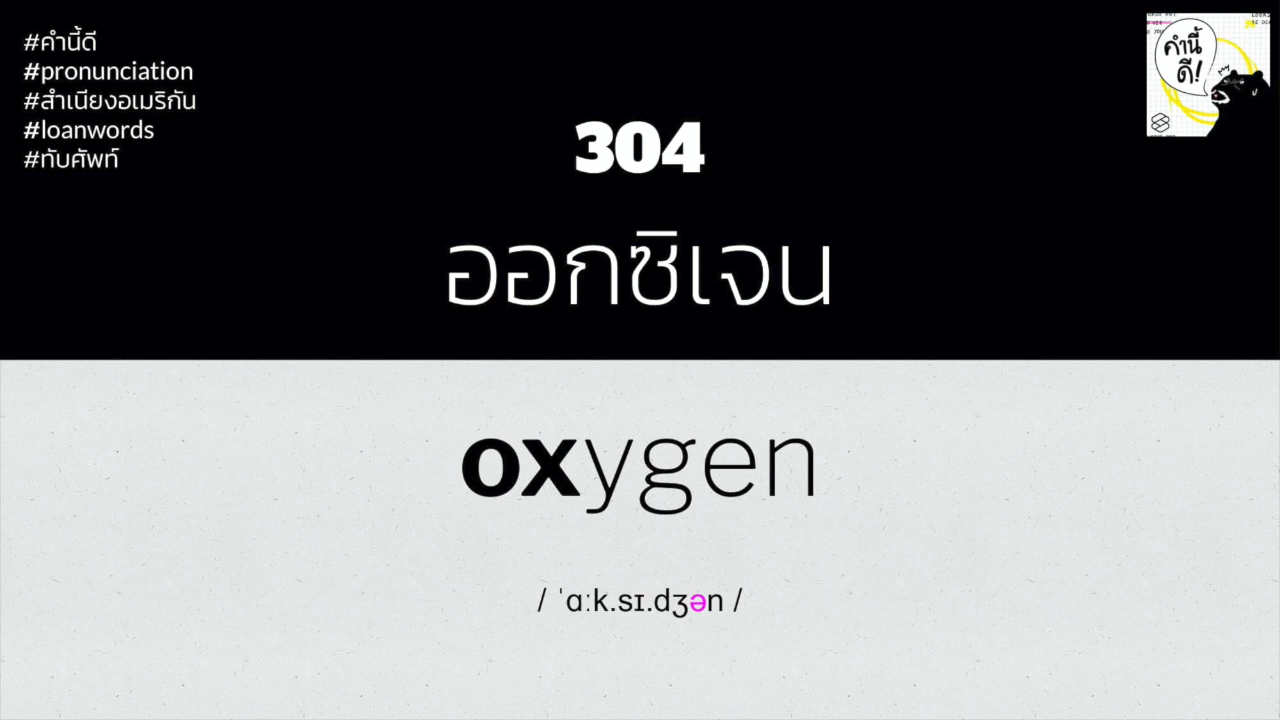 #คำนี้ดี
#pronunciation
#สำเนียงอเมริกัน
#loanwords
#ทับศัพท์
คำนี้
ดี!
304
ออกซิเจน
oxygen
/ ˈɑːk.sɪ.dʒən /